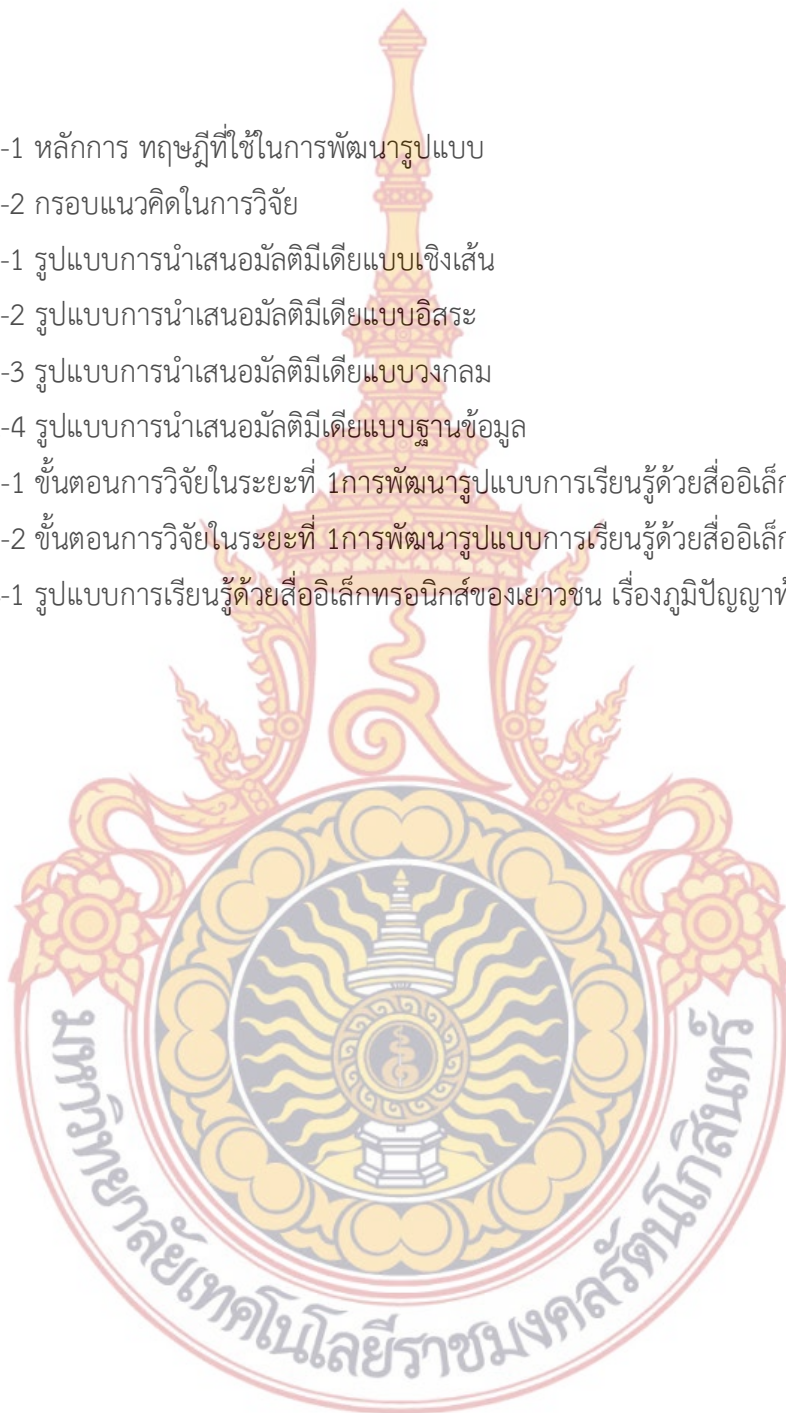 -1 หลักการ ทฤษฎีที่ใช้ในการพัฒนารูปแบบ
-2 กรอบแนวคิดในการวิจัย
-1 รูปแบบการนำเสนอมัลติมีเดียแบบเชิงเส้น
-2 รูปแบบการนำเสนอมัลติมีเดียแบบอิสระ
-3 รูปแบบการนำเสนอมัลติมีเดียแบบวงกลม
-4 รูปแบบการนำเสนอมัลติมีเดียแบบฐานข้อมูล
-1 ขั้นตอนการวิจัยในระยะที่ 1การพัฒนารูปแบบการเรียนรู้ด้วยสื่ออิเล็ก
-2 ขั้นตอนการวิจัยในระยะที่ 1การพัฒนารูปแบบการเรียนรู้ด้วยสื่ออิเล็ก
-1 รูปแบบการเรียนรู้ด้วยสื่ออิเล็กทรอนิกส์ของเยาวชน เรื่องภูมิปัญญาท
มหาวิทยาลัยเทคโนโลยีราชมงคลรัตนโกสินทร์